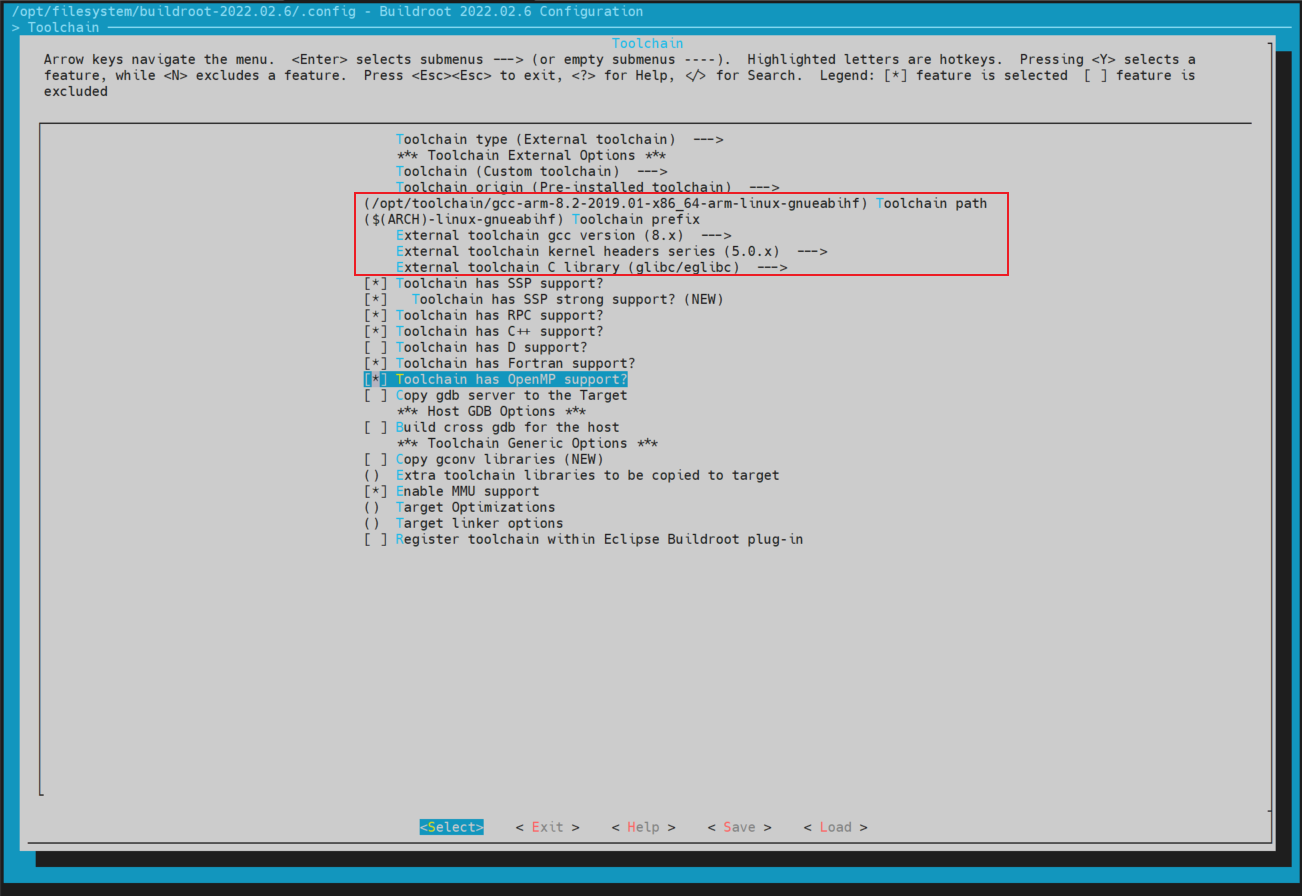 /opt/filesystem/buildroot-2022.02.6/.config - Buildroot 2022.02.6 Configuration
> Toolchain
Toolchain
Arrow keys navigate the menu.  <Enter> selects submenus ---> (or empty submenus ----).  Highlighted letters are hotkeys.  Pressing <Y> selects a
feature, while <N> excludes a feature.  Press <Esc><Esc> to exit, <?> for Help, </> for Search.  Legend: [*] feature is selected  [ ] feature is
excluded
Toolchain type (External toolchain)  --->
*** Toolchain External Options ***
Toolchain (Custom toolchain)  --->
Toolchain origin (Pre-installed toolchain)  --->
(/opt/toolchain/gcc-arm-8.2-2019.01-x86_64-arm-linux-gnueabihf) Toolchain path
($(ARCH)-linux-gnueabihf) Toolchain prefix
External toolchain gcc version (8.x)  --->
External toolchain kernel headers series (5.0.x)  --->
External toolchain C library (glibc/eglibc)  --->
[*] Toolchain has SSP support?
[*]   Toolchain has SSP strong support? (NEW)
[*] Toolchain has RPC support?
[*] Toolchain has C++ support?
[ ] Toolchain has D support?
[*] Toolchain has Fortran support?
[*] Toolchain has OpenMP support?
[ ] Copy gdb server to the Target
*** Host GDB Options ***
[ ] Build cross gdb for the host
*** Toolchain Generic Options ***
[ ] Copy gconv libraries (NEW)
()  Extra toolchain libraries to be copied to target
[*] Enable MMU support
()  Target Optimizations
()  Target linker options
[ ] Register toolchain within Eclipse Buildroot plug-in
<Select>    < Exit >    < Help >    < Save >    < Load >